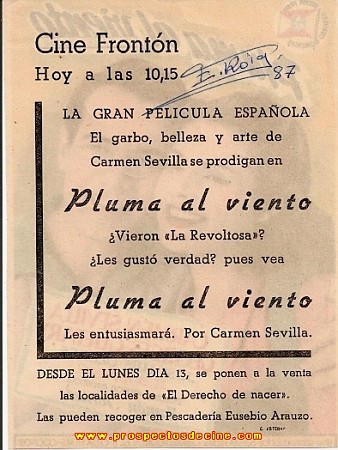 Cine Frontón
Hoy a las 10,15
E. Roig
87
LA GRAN PELICULA ESPAÑOLA
El garbo, belleza y arte de
Carmen Sevilla se prodigan en
Pluma al viento
¿Vieron «La Revoltosa»?
¿Les gustó verdad? pues vea
Pluma al viento
Les entusiasmará. Por Carmen Sevilla.
DESDE EL LUNES DIA 13, se ponen a la venta
las localidades de «El Derecho de nacer».
Las pueden recoger en Pescadería Eusebio Arauzo.
www.prospectosdecine.com